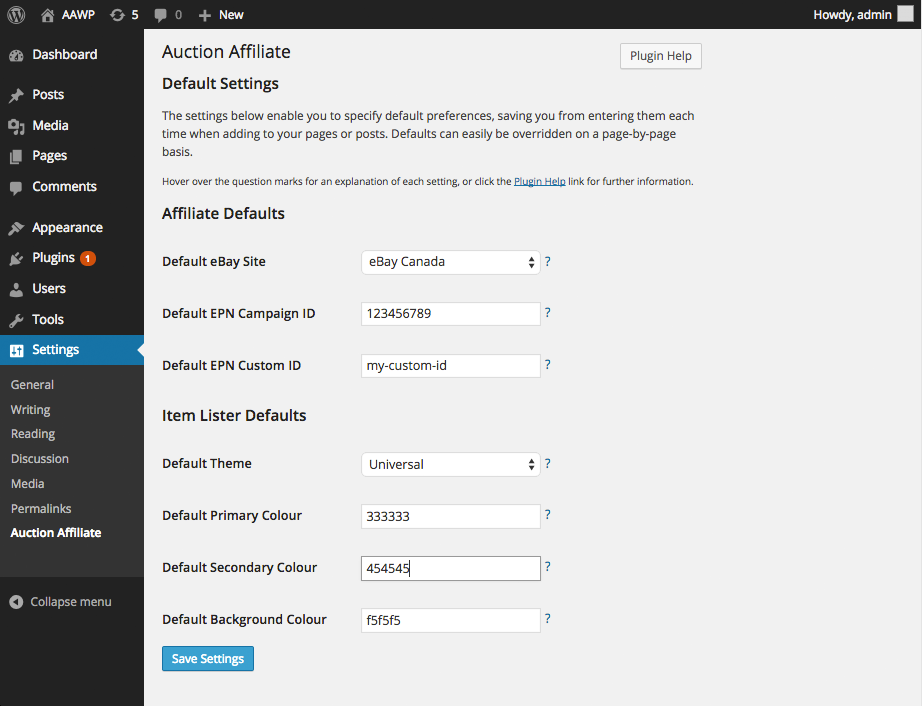 AAWP 5 0 New Howdy, admin
Dashboard
Posts
Media
Pages
Comments
Appearance
Plugins 1
Users
Tools
Settings
General
Writing
Reading
Discussion
Media
Permalinks
Auction Affiliate
Collapse menu
Auction Affiliate
Plugin Help
Default Settings
The settings below enable you to specify default preferences, saving you from entering them each
time when adding to your pages or posts. Defaults can easily be overridden on a page-by-page
basis.
Hover over the question marks for an explanation of each setting, or click the Plugin Help link for further information.
Affiliate Defaults
Default eBay Site eBay Canada ?
Default EPN Campaign ID 123456789 ?
Default EPN Custom ID my-custom-id ?
Item Lister Defaults
Default Theme Universal ?
Default Primary Colour 333333 ?
Default Secondary Colour 454545 ?
Default Background Colour f5f5f5 ?
Save Settings